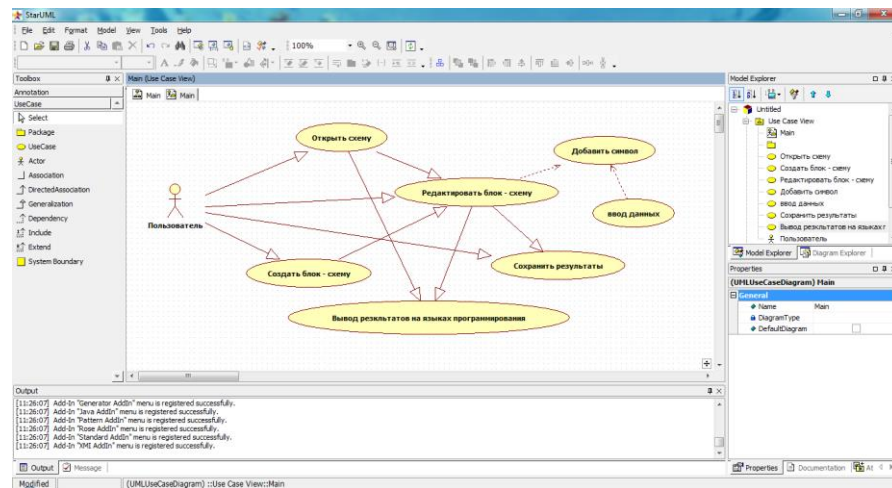 StarUML
File Edit Format Model View Tools Help
100%
Toolbox
Annotation
UseCase
Select
Package
UseCase
Actor
Association
DirectedAssociation
Generalization
Dependency
Include
Extend
System Boundary
Main (Use Case View)
Main Main
Открыть схему
Добавить символ
Редактировать блок - схему
ввод данных
Пользователь
Создать блок - схему
Сохранить результаты
Вывод резкльтатов на языках программирования
Model Explorer
Untitled
Use Case View
Main
Открыть схему
Создать блок - схему
Редактировать блок - схему
Добавить символ
ввод данных
Сохранить результаты
Вывод резкльтатов на языках г
Пользователь
Model Explorer Diagram Explorer
Properties
(UMLUseCaseDiagram) Main
General
Name Main
DiagramType
DefaultDiagram
Output
[11:26:07] Add-In "Generator AddIn" menu is registered successfully.
[11:26:07] Add-In "Java AddIn" menu is registered successfully.
[11:26:07] Add-In "Pattern AddIn" menu is registered successfully.
[11:26:07] Add-In "Rose AddIn" menu is registered successfully.
[11:26:07] Add-In "Standard AddIn" menu is registered successfully.
[11:26:07] Add-In "XMI AddIn" menu is registered successfully.
Output Message
Properties Documentation At
Modified (UMLUseCaseDiagram) ::Use Case View::Main